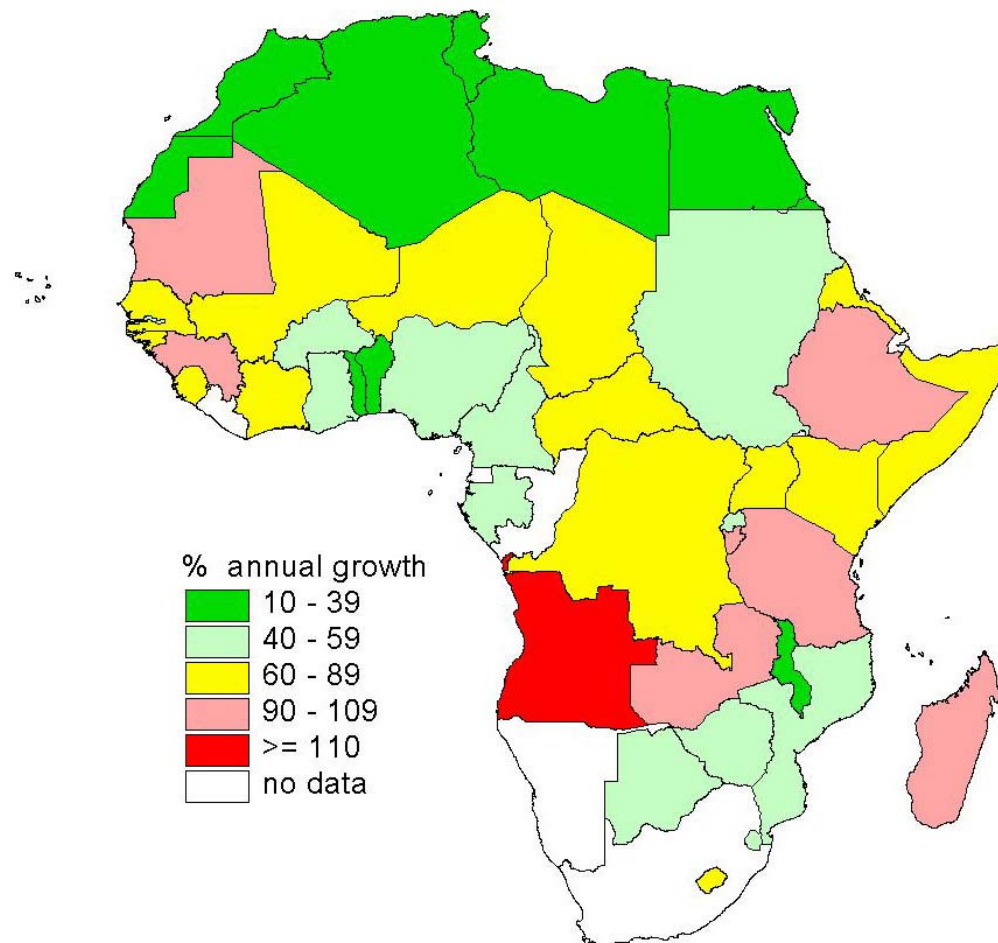 % annual growth
10 - 39
40 - 59
60 - 89
90 - 109
>= 110
no data